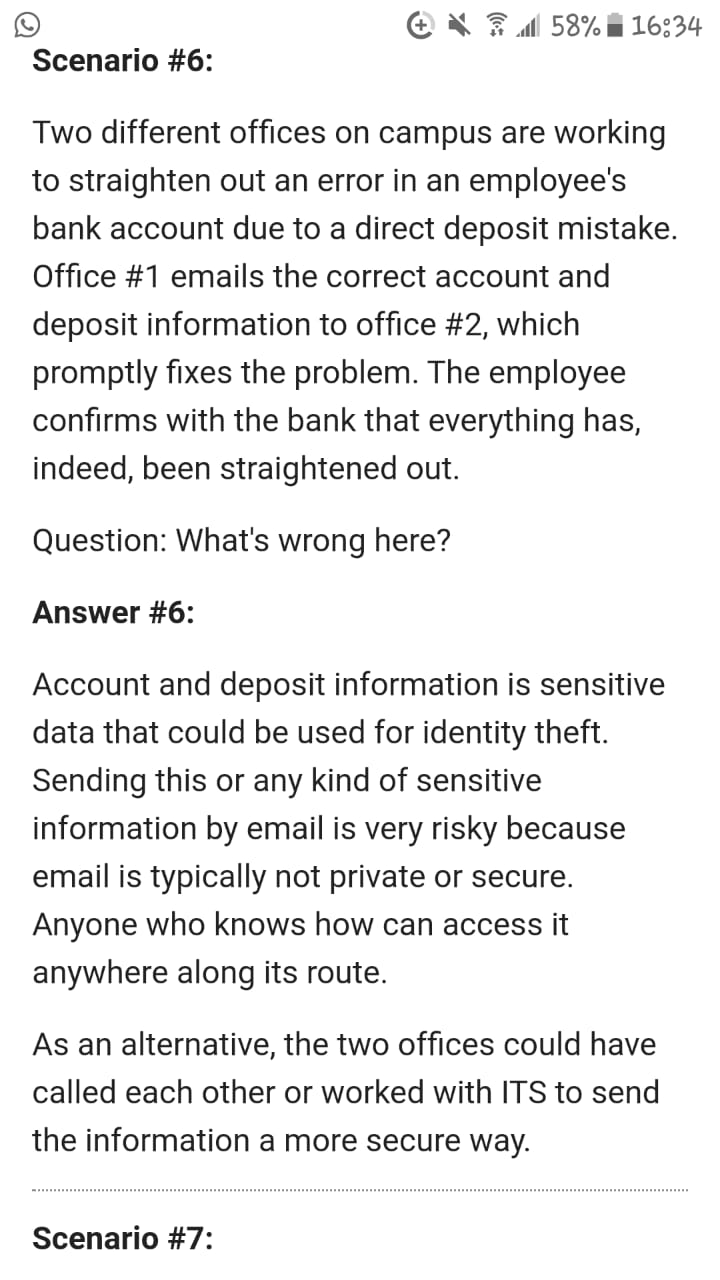 58% 16:34
Scenario #6:
Two different offices on campus are working
to straighten out an error in an employee's
bank account due to a direct deposit mistake.
Office #1 emails the correct account and
deposit information to office #2, which
promptly fixes the problem. The employee
confirms with the bank that everything has,
indeed, been straightened out.
Question: What's wrong here?
Answer #6:
Account and deposit information is sensitive
data that could be used for identity theft.
Sending this or any kind of sensitive
information by email is very risky because
email is typically not private or secure.
Anyone who knows how can access it
anywhere along its route.
As an alternative, the two offices could have
called each other or worked with ITS to send
the information a more secure way.
Scenario #7: